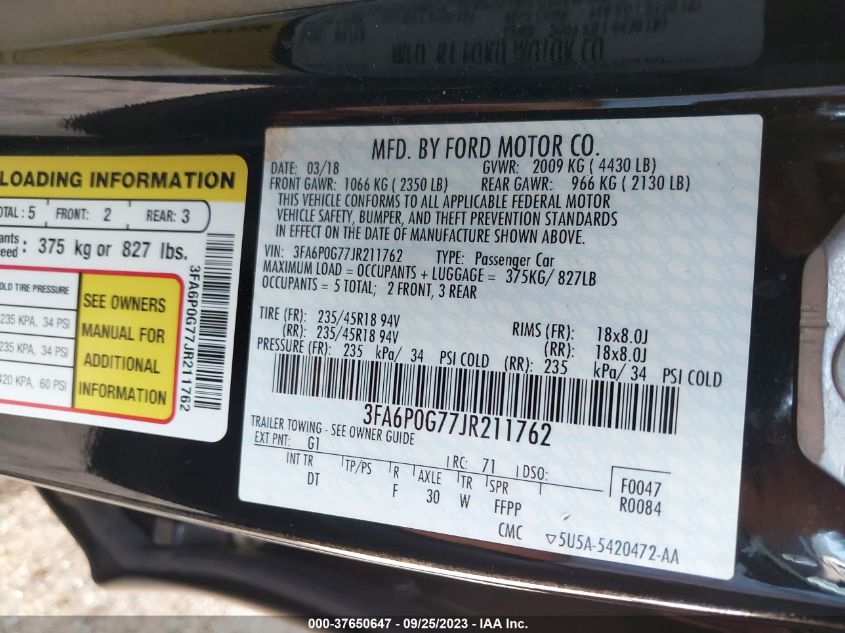 MFG. BY FORD MOTOR CO.
LOADING INFORMATION
TOTAL: 5 FRONT: 2 REAR: 3
375 kg or 827 lbs.
OLD TIRE PRESSURE
235 KPA, 34 PSI
235 KPA, 34 PSI
420 KPA, 60 PSI
SEE OWNERS
MANUAL FOR
ADDITIONAL
INFORMATION
3FA6P0G77JR211762
MFD. BY FORD MOTOR CO.
DATE: 03/18 GVWR: 2009 KG ( 4430 LB)
FRONT GAWR: 1066 KG ( 2350 LB) REAR GAWR: 966 KG ( 2130 LB)
THIS VEHICLE CONFORMS TO ALL APPLICABLE FEDERAL MOTOR
VEHICLE SAFETY, BUMPER, AND THEFT PREVENTION STANDARDS
IN EFFECT ON THE DATE OF MANUFACTURE SHOWN ABOVE.
VIN: 3FA6P0G77JR211762 TYPE: Passenger Car
MAXIMUM LOAD = OCCUPANTS + LUGGAGE = 375KG/ 827LB
OCCUPANTS = 5 TOTAL; 2 FRONT, 3 REAR
TIRE (FR): 235/45R18 94V RIMS (FR): 18x8.0J
(RR): 235/45R18 94V (RR): 18x8.0J
PRESSURE (FR): 235 kPa/ 34 PSI COLD (RR): 235 kPa/ 34 PSI COLD
3FA6P0G77JR211762
TRAILER TOWING - SEE OWNER GUIDE
EXT PNT: G1 RC: 71 DSO: F0047
INT TR TP/PS R AXLE TR SPR R0084
DT F 30 W FFPP
CMC ▽5U5A-5420472-AA
000-37650647 - 09/25/2023 - IAA Inc.